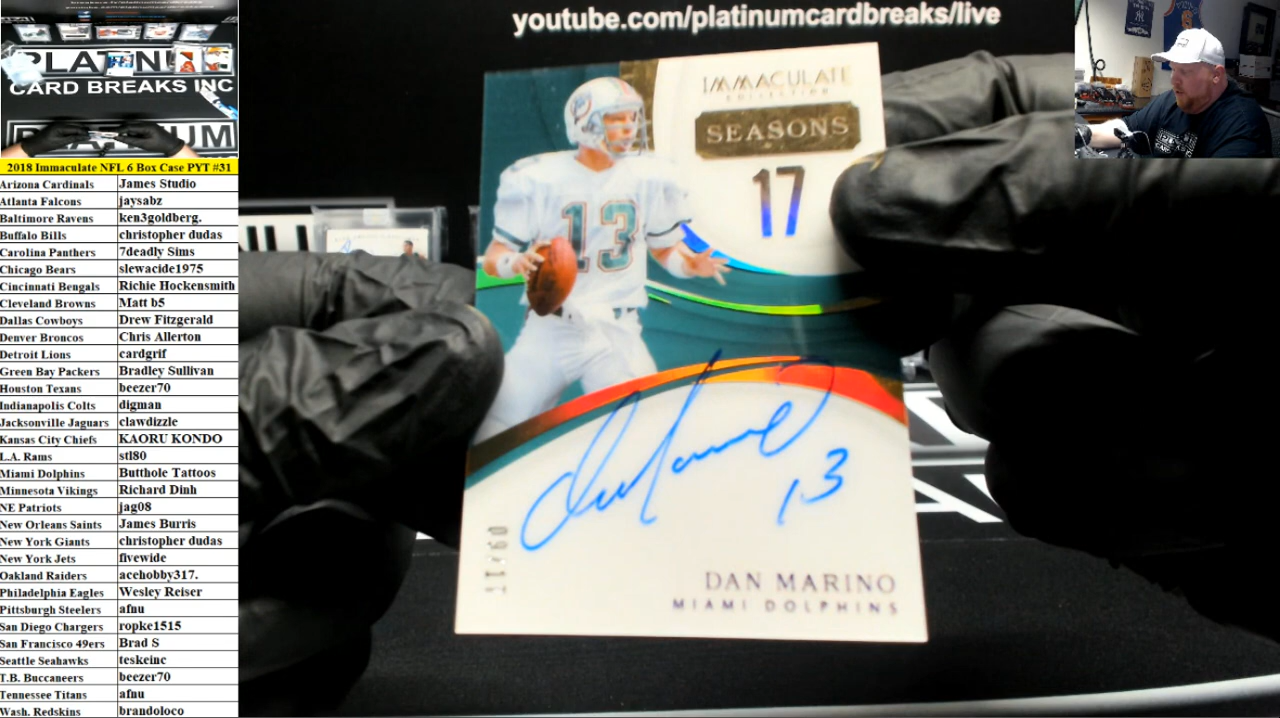 youtube.com/platinumcardbreaks/live
PLATINUM
CARD BREAKS INC
2018 Immaculate NFL 6 Box Case PYT #31
Arizona Cardinals James Studio
Atlanta Falcons jaysabz
Baltimore Ravens ken3goldberg.
Buffalo Bills christopher dudas
Carolina Panthers 7deadly Sims
Chicago Bears slewacide1975
Cincinnati Bengals Richie Hockensmith
Cleveland Browns Matt b5
Dallas Cowboys Drew Fitzgerald
Denver Broncos Chris Allerton
Detroit Lions cardgrif
Green Bay Packers Bradley Sullivan
Houston Texans beezer70
Indianapolis Colts digman
Jacksonville Jaguars clawdizzle
Kansas City Chiefs KAORU KONDO
L.A. Rams stl80
Miami Dolphins Butthole Tattoos
Minnesota Vikings Richard Dinh
NE Patriots jag08
New Orleans Saints James Burris
New York Giants christopher dudas
New York Jets fivewide
Oakland Raiders acehobby317.
Philadelphia Eagles Wesley Reiser
Pittsburgh Steelers afnu
San Diego Chargers ropke1515
San Francisco 49ers Brad S
Seattle Seahawks teskeinc
T.B. Buccaneers beezer70
Tennessee Titans afnu
Wash. Redskins brandoloco
IMMACULATE
COLLECTION
SEASONS
17
13
13
DAN MARINO
MIAMI DOLPHINS